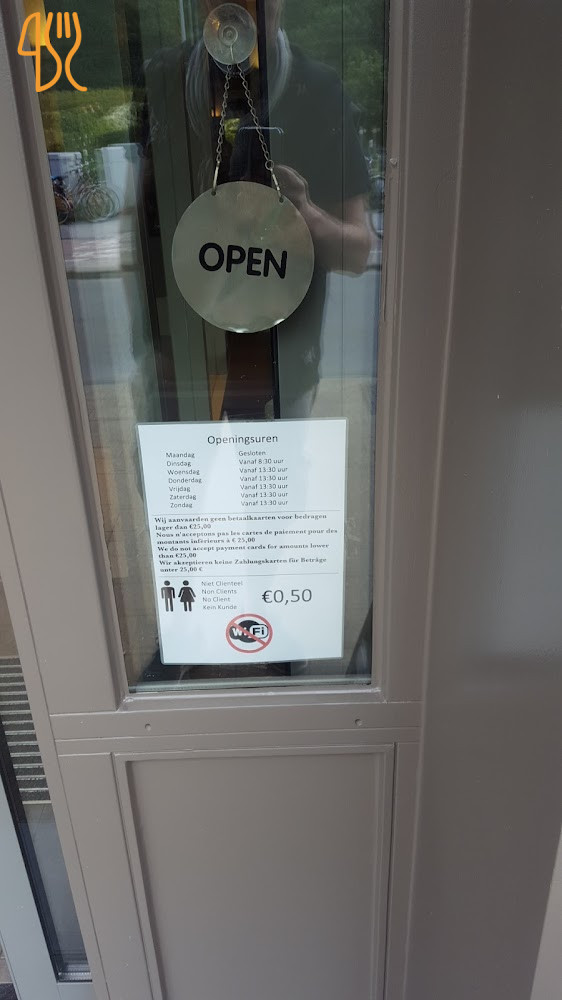 OPEN
Openingsuren
Maandag Gesloten
Dinsdag Vanaf 8:30 uur
Woensdag Vanaf 13:30 uur
Donderdag Vanaf 13:30 uur
Vrijdag Vanaf 13:30 uur
Zaterdag Vanaf 13:30 uur
Zondag Vanaf 13:30 uur
Wij aanvaarden geen betaalkaarten voor bedragen
lager dan €25,00
Nous n'acceptons pas les cartes de paiement pour des
montants inférieurs à € 25,00
We do not accept payment cards for amounts lower
than €25,00
Wir akzeptieren keine Zahlungskarten für Beträge
unter 25,00 €
Niet Clienteel
Non Clients
No Client
Kein Kunde
€0,50
Wi Fi